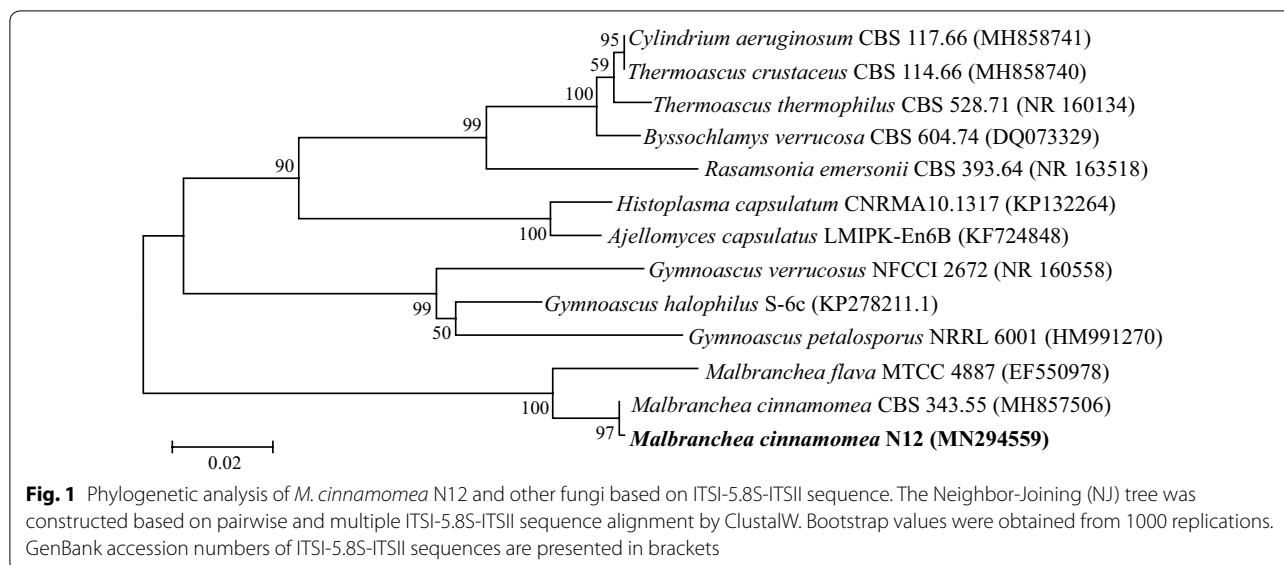 95
Cylindrium aeruginosum CBS 117.66 (MH858741)
59
Thermoascus crustaceus CBS 114.66 (MH858740)
100
Thermoascus thermophilus CBS 528.71 (NR 160134)
99
Byssochlamys verrucosa CBS 604.74 (DQ073329)
90
Rasamsonia emersonii CBS 393.64 (NR 163518)
Histoplasma capsulatum CNRMA10.1317 (KP132264)
100
Ajellomyces capsulatus LMIPK-En6B (KF724848)
Gymnoascus verrucosus NFCCI 2672 (NR 160558)
99
Gymnoascus halophilus S-6c (KP278211.1)
50
Gymnoascus petalosporus NRRL 6001 (HM991270)
Malbranchea flava MTCC 4887 (EF550978)
100
Malbranchea cinnamomea CBS 343.55 (MH857506)
97
Malbranchea cinnamomea N12 (MN294559)
0.02
Fig. 1 Phylogenetic analysis of M. cinnamomea N12 and other fungi based on ITSI-5.8S-ITSII sequence. The Neighbor-Joining (NJ) tree was
constructed based on pairwise and multiple ITSI-5.8S-ITSII sequence alignment by ClustalW. Bootstrap values were obtained from 1000 replications.
GenBank accession numbers of ITSI-5.8S-ITSII sequences are presented in brackets